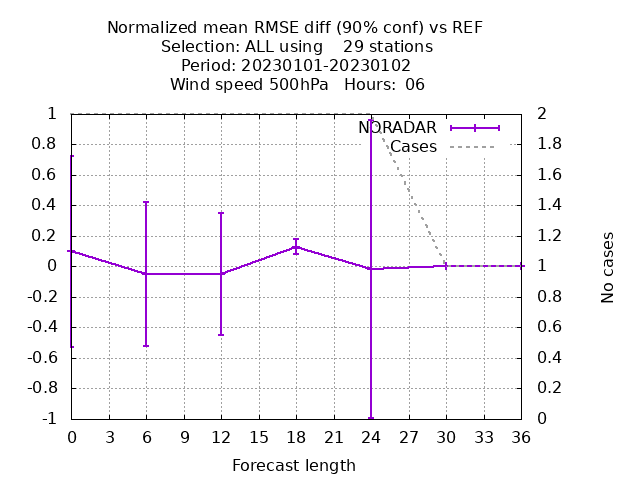 Normalized mean RMSE diff (90% conf) vs REF
Selection: ALL using    29 stations
Period: 20230101-20230102
Wind speed 500hPa   Hours:  06
NORADAR
Cases
1
0.8
0.6
0.4
0.2
0
-0.2
-0.4
-0.6
-0.8
-1
2
1.8
1.6
1.4
1.2
1
0.8
0.6
0.4
0.2
0
No cases
0 3 6 9 12 15 18 21 24 27 30 33 36
Forecast length